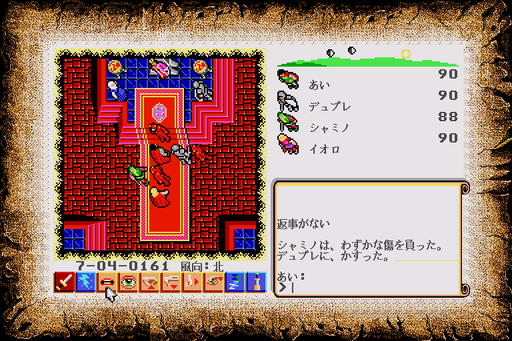 90
あい
90
デュプレ
88
シャミノ
90
イオロ
返事がない
シャミノは、わずかな傷を負った。
デュプレに、かすった。
あい:
7-04-0161 風向:北